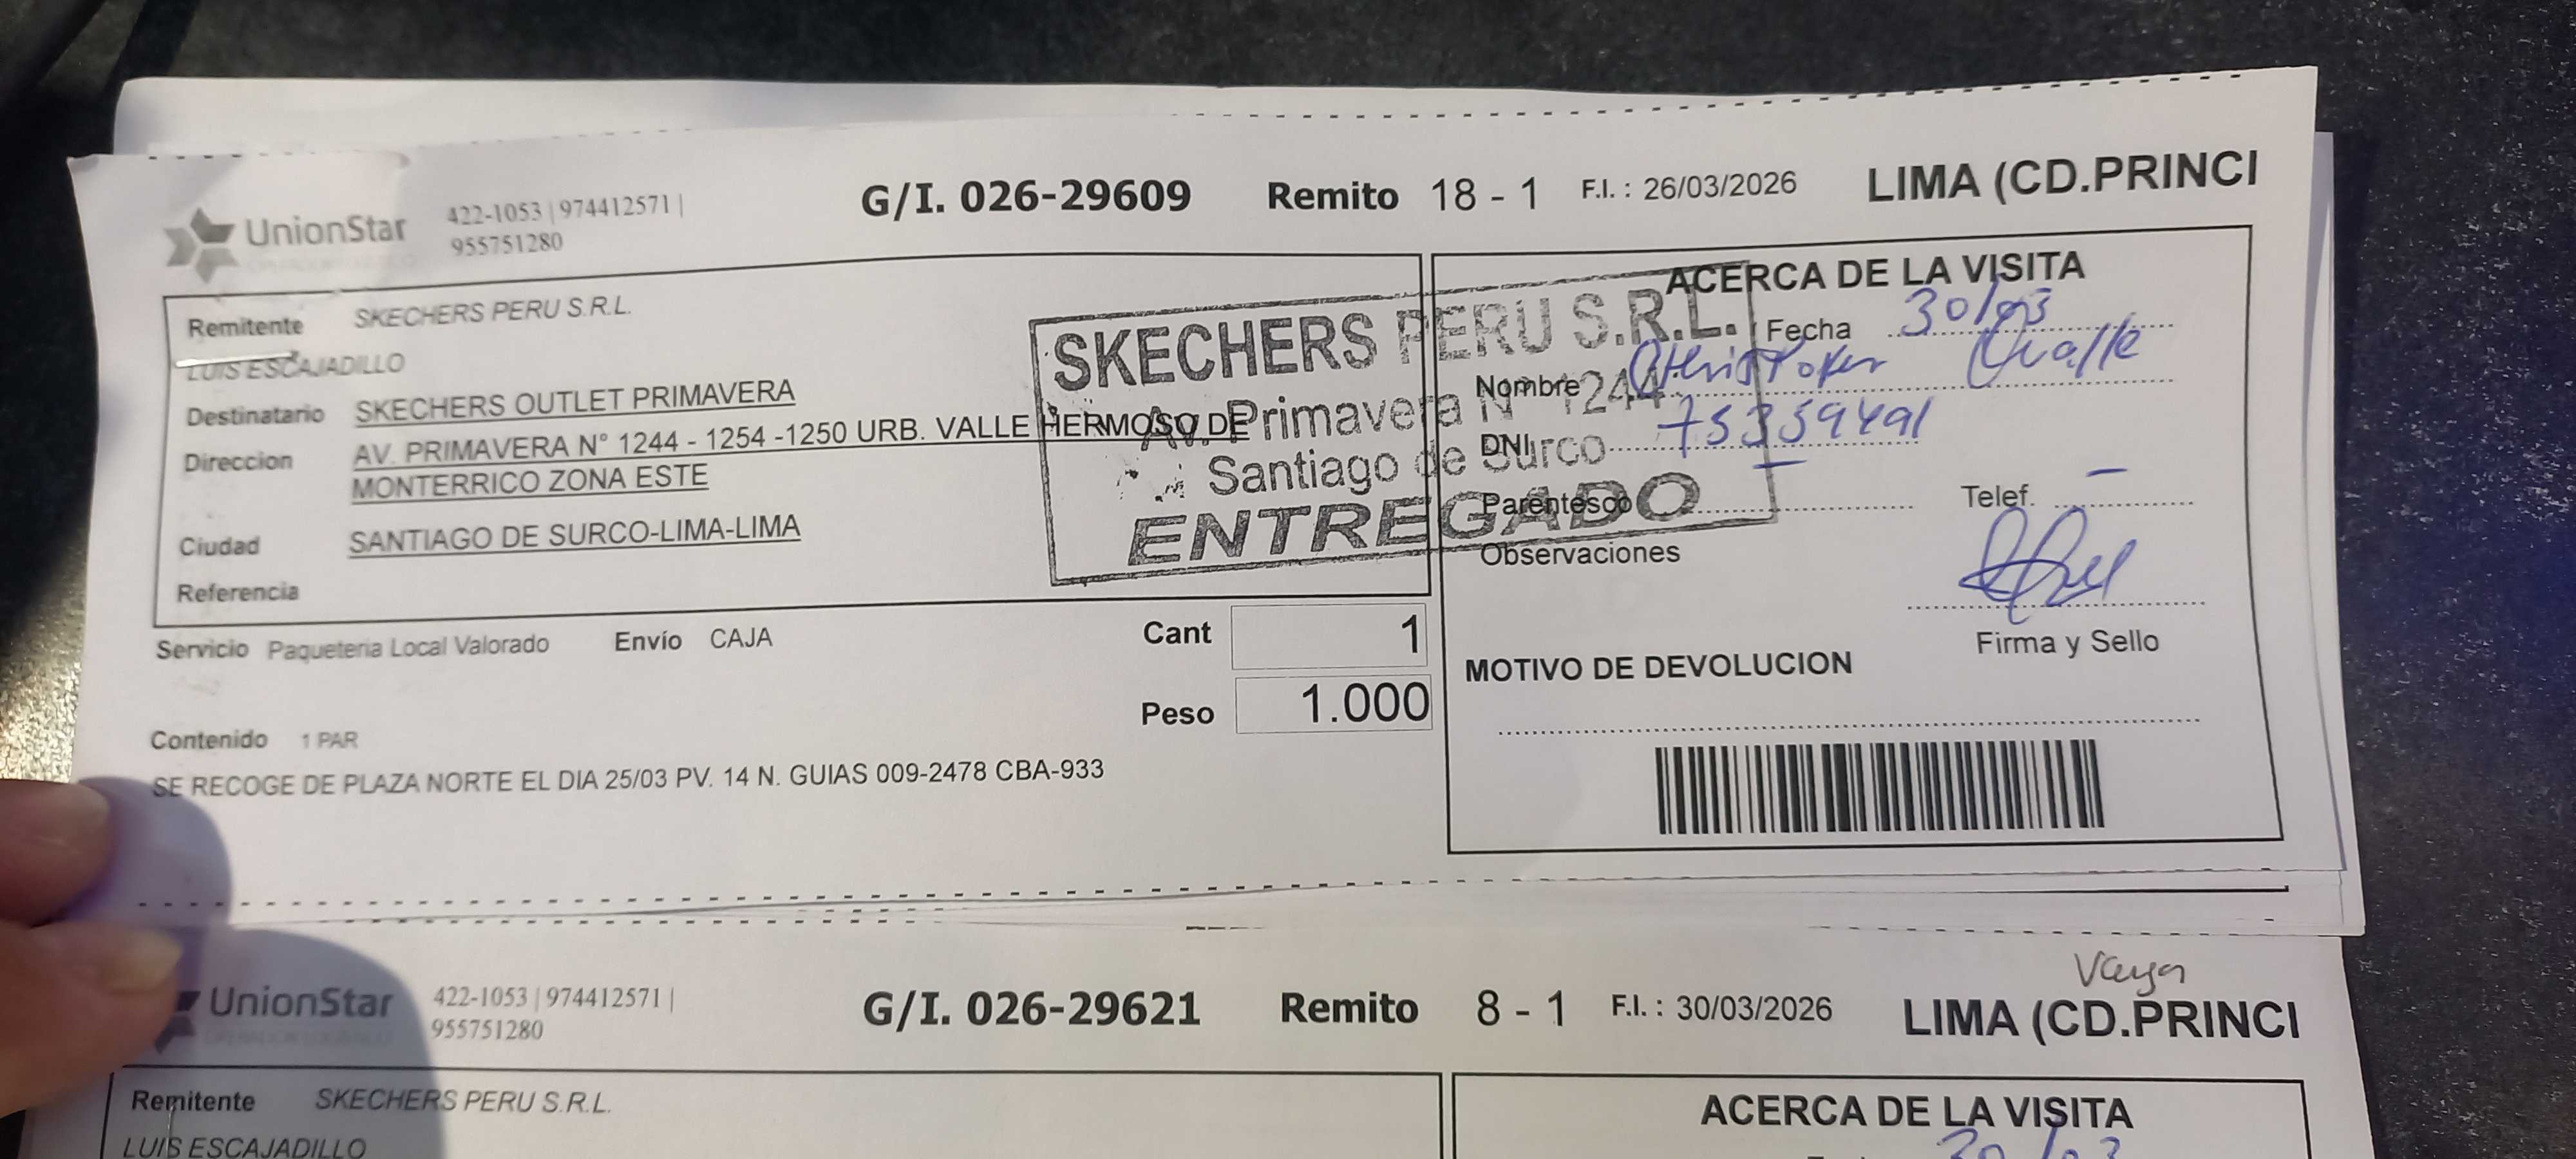 UnionStar 422-1053 | 974412571 | 955751280 G/I. 026-29609 Remito 18 - 1 F.I. : 26/03/2026 LIMA (CD.PRINCI
Remitente SKECHERS PERU S.R.L.
LUIS ESCAJADILLO
Destinatario SKECHERS OUTLET PRIMAVERA
Direccion AV. PRIMAVERA N° 1244 - 1254 -1250 URB. VALLE HERMOSO DE
MONTERRICO ZONA ESTE
Ciudad SANTIAGO DE SURCO-LIMA-LIMA
Referencia
SKECHERS PERU S.R.L.
Av. Primavera N° 1244
Santiago de Surco
ENTREGADO
ACERCA DE LA VISITA
Fecha 30/03
Nombre Ovalle
DNI
Parentesco Telef. -
Observaciones
Firma y Sello
MOTIVO DE DEVOLUCION
Servicio Paqueteria Local Valorado Envío CAJA
Cant 1
Peso 1.000
Contenido 1 PAR
SE RECOGE DE PLAZA NORTE EL DIA 25/03 PV. 14 N. GUIAS 009-2478 CBA-933
UnionStar 422-1053 | 974412571 | 955751280 G/I. 026-29621 Remito 8 - 1 F.I. : 30/03/2026 LIMA (CD.PRINCI
Remitente SKECHERS PERU S.R.L.
LUIS ESCAJADILLO
ACERCA DE LA VISITA
30/03